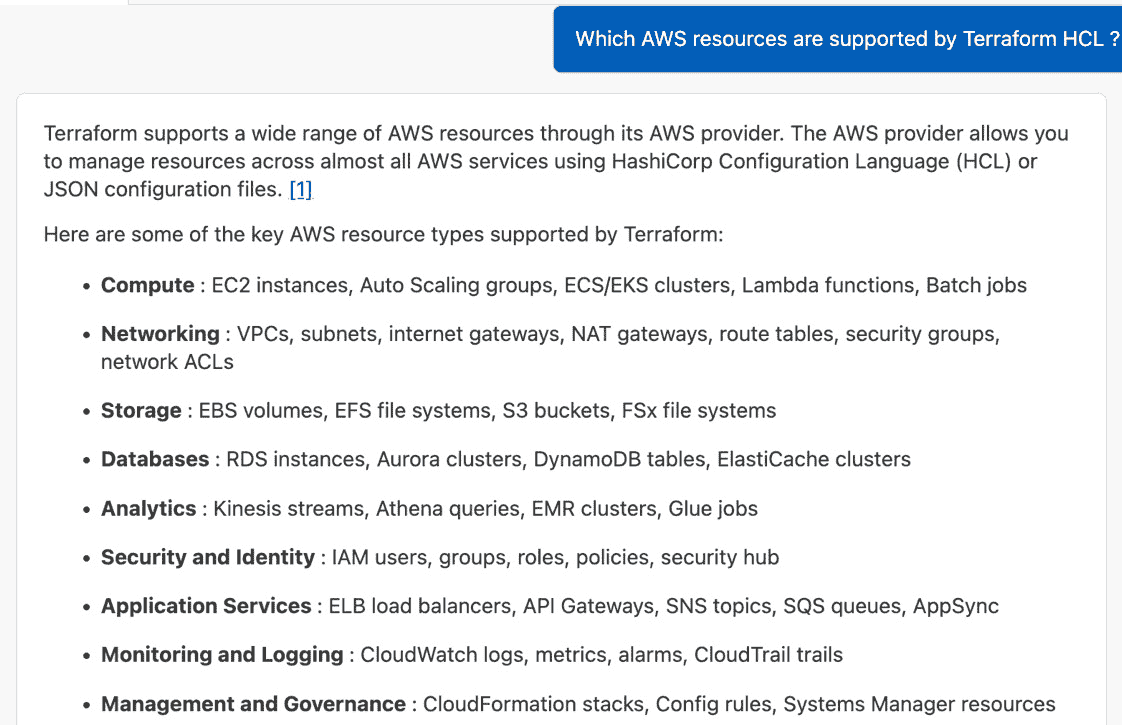 Which AWS resources are supported by Terraform HCL ?
Terraform supports a wide range of AWS resources through its AWS provider. The AWS provider allows you
to manage resources across almost all AWS services using HashiCorp Configuration Language (HCL) or
JSON configuration files. [1]
Here are some of the key AWS resource types supported by Terraform:
• Compute : EC2 instances, Auto Scaling groups, ECS/EKS clusters, Lambda functions, Batch jobs
• Networking : VPCs, subnets, internet gateways, NAT gateways, route tables, security groups,
network ACLs
• Storage : EBS volumes, EFS file systems, S3 buckets, FSx file systems
• Databases : RDS instances, Aurora clusters, DynamoDB tables, ElastiCache clusters
• Analytics : Kinesis streams, Athena queries, EMR clusters, Glue jobs
• Security and Identity : IAM users, groups, roles, policies, security hub
• Application Services : ELB load balancers, API Gateways, SNS topics, SQS queues, AppSync
• Monitoring and Logging : CloudWatch logs, metrics, alarms, CloudTrail trails
• Management and Governance : CloudFormation stacks, Config rules, Systems Manager resources